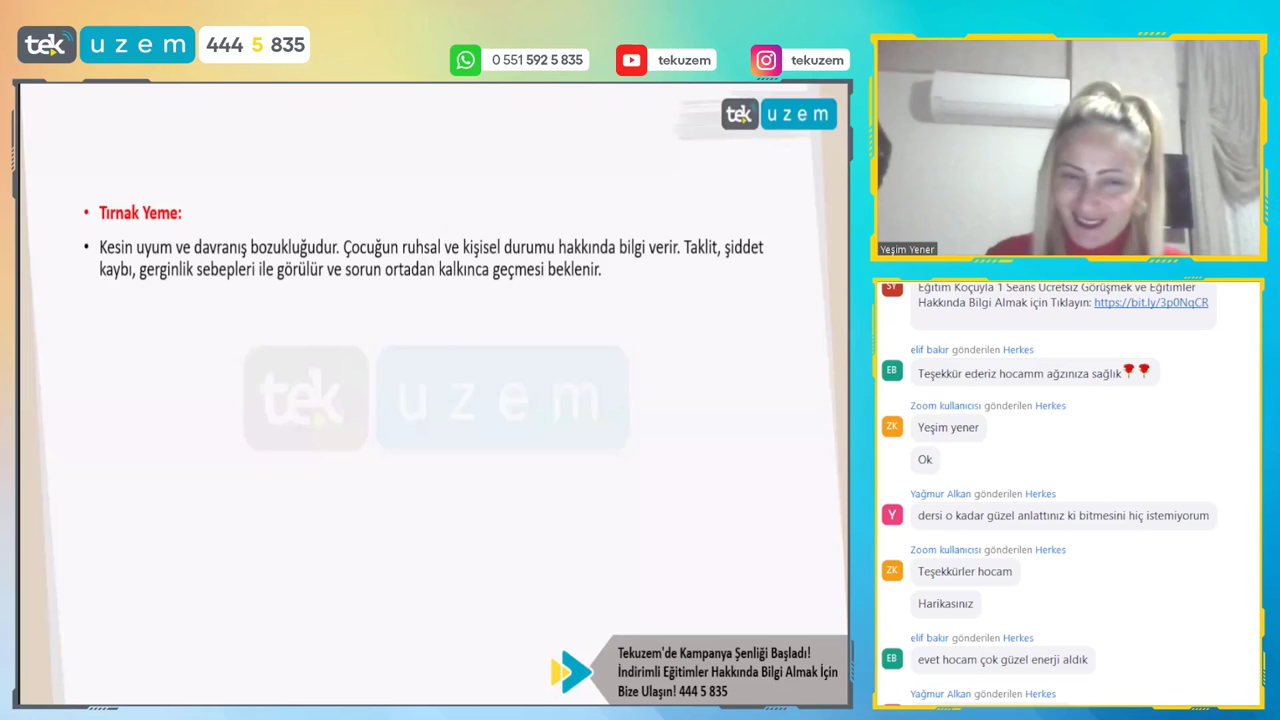 tek uzem 444 5 835
0 551 592 5 835
tekuzem
tekuzem
tek uzem
• Tırnak Yeme:
• Kesin uyum ve davranış bozukluğudur. Çocuğun ruhsal ve kişisel durumu hakkında bilgi verir. Taklit, şiddet
kaybı, gerginlik sebepleri ile görülür ve sorun ortadan kalkınca geçmesi beklenir.
tek uzem
Tekuzem'de Kampanya Şenliği Başladı!
İndirimli Eğitimler Hakkında Bilgi Almak İçin
Bize Ulaşın! 444 5 835
Yeşim Yener
SY
Eğitim Koçuyla 1 Seans Ücretsiz Görüşmek ve Eğitimler
Hakkında Bilgi Almak için Tıklayın: https://bit.ly/3p0NqCR
elif bakır gönderilen Herkes
EB Teşekkür ederiz hocamm ağzınıza sağlık🌹🌹
Zoom kullanıcısı gönderilen Herkes
ZK Yeşim yener
Ok
Yağmur Alkan gönderilen Herkes
Y dersi o kadar güzel anlattınız ki bitmesini hiç istemiyorum
Zoom kullanıcısı gönderilen Herkes
ZK Teşekkürler hocam
Harikasınız
elif bakır gönderilen Herkes
EB evet hocam çok güzel enerji aldık
Yağmur Alkan gönderilen Herkes